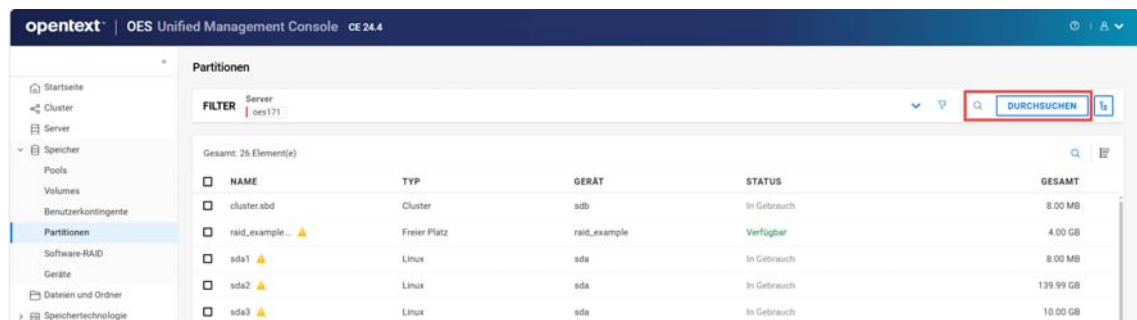 opentext™ | OES Unified Management Console CE 24.4
Partitionen
Startseite
Cluster
Server
Speicher
Pools
Volumes
Benutzerkontingente
Partitionen
Software-RAID
Geräte
Dateien und Ordner
Speichertechnologie
FILTER Server
oes171
DURCHSUCHEN
Gesamt: 26 Element(e)
NAME TYP GERÄT STATUS GESAMT
cluster.sbd Cluster sdb In Gebrauch 8.00 MB
raid_example... Freier Platz raid_example Verfügbar 4.00 GB
sda1 Linux sda In Gebrauch 8.00 MB
sda2 Linux sda In Gebrauch 139.99 GB
sda3 Linux sda In Gebrauch 10.00 GB